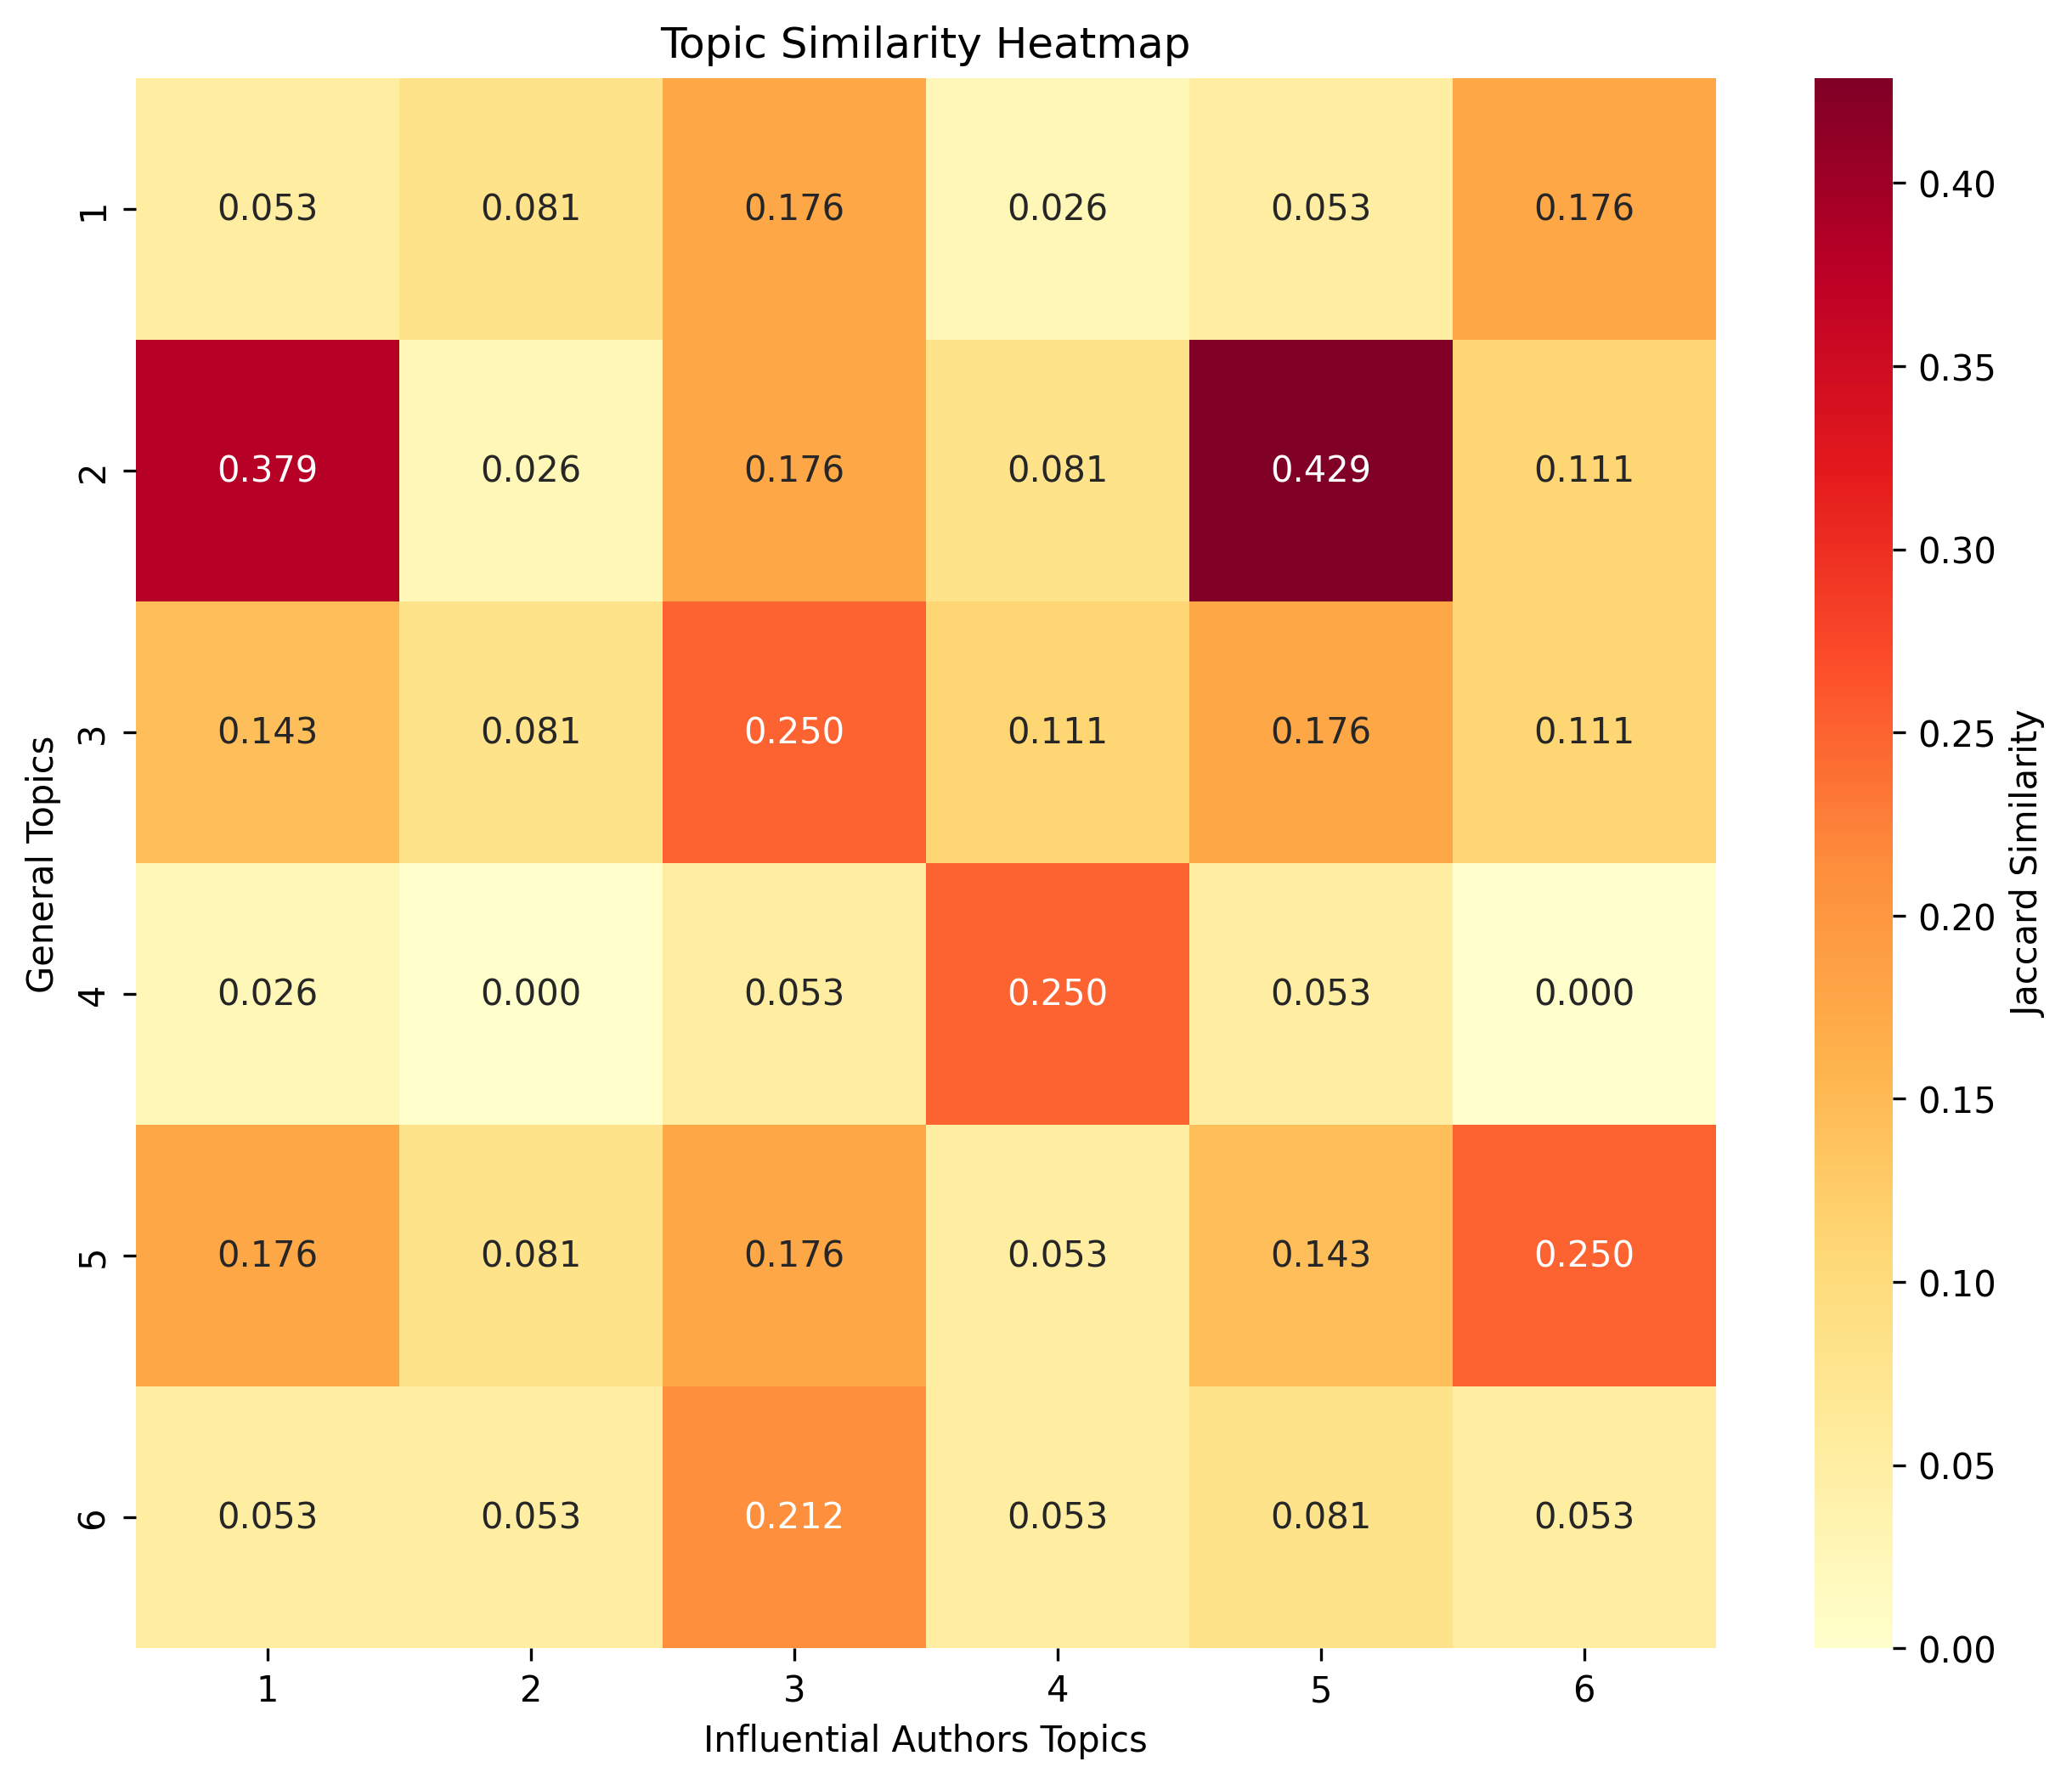 Topic Similarity Heatmap
1 0.053 0.081 0.176 0.026 0.053 0.176
2 0.379 0.026 0.176 0.081 0.429 0.111
3 0.143 0.081 0.250 0.111 0.176 0.111
4 0.026 0.000 0.053 0.250 0.053 0.000
5 0.176 0.081 0.176 0.053 0.143 0.250
6 0.053 0.053 0.212 0.053 0.081 0.053
1 2 3 4 5 6
General Topics
Influential Authors Topics
0.40
0.35
0.30
0.25
0.20
0.15
0.10
0.05
0.00
Jaccard Similarity